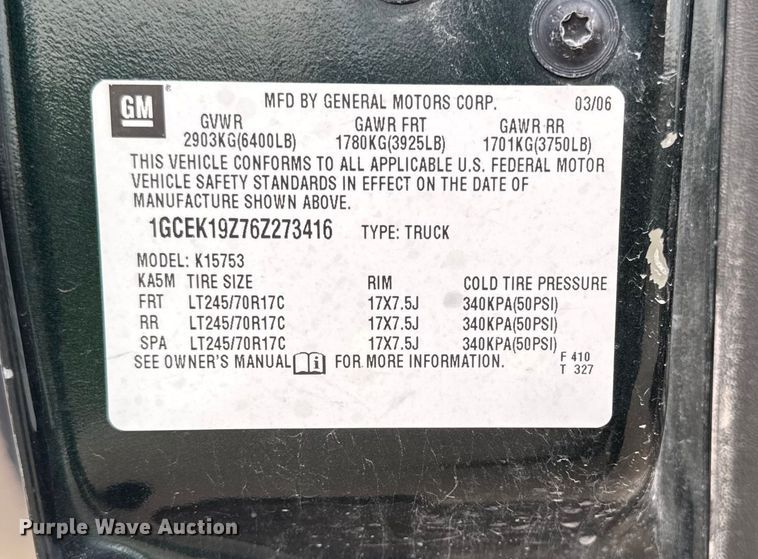 GM ®
MFD BY GENERAL MOTORS CORP. 03/06
GVWR GAWR FRT GAWR RR
2903KG(6400LB) 1780KG(3925LB) 1701KG(3750LB)
THIS VEHICLE CONFORMS TO ALL APPLICABLE U.S. FEDERAL MOTOR
VEHICLE SAFETY STANDARDS IN EFFECT ON THE DATE OF
MANUFACTURE SHOWN ABOVE.
1GCEK19Z76Z273416 TYPE: TRUCK
MODEL: K15753
KA5M TIRE SIZE RIM COLD TIRE PRESSURE
FRT LT245/70R17C 17X7.5J 340KPA(50PSI)
RR LT245/70R17C 17X7.5J 340KPA(50PSI)
SPA LT245/70R17C 17X7.5J 340KPA(50PSI)
SEE OWNER'S MANUAL i FOR MORE INFORMATION. F 410
T 327
Purple Wave Auction